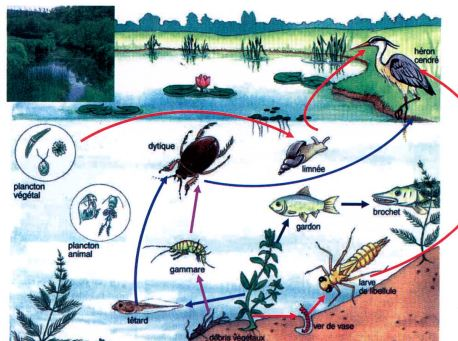 héron
cendré
dytique
limnée
plancton
végétal
gardon
brochet
plancton
animal
gammare
larve
de libellule
têtard
débris végétaux
ver de vase